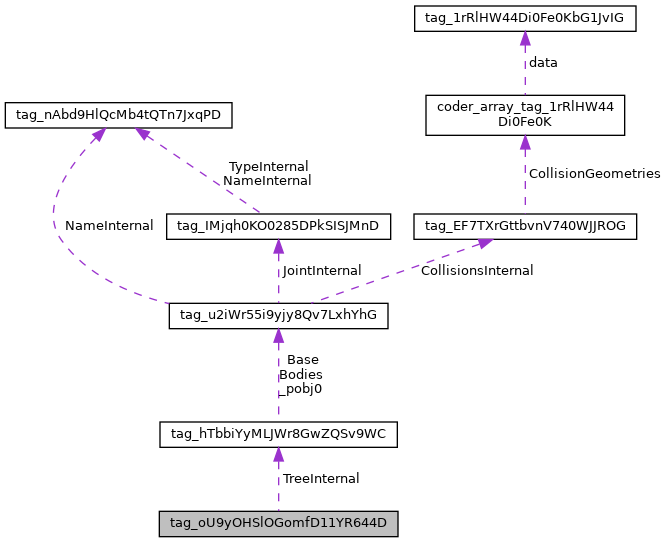 tag_1rRlHW44Di0Fe0KbG1JvIG
data
coder_array_tag_1rRlHW44
Di0Fe0K
tag_nAbd9HlQcMb4tQTn7JxqPD
TypeInternal
NameInternal
CollisionGeometries
NameInternal
tag_IMjqh0KO0285DPkSISJMnD
tag_EF7TXrGttbvnV740WJJROG
JointInternal
CollisionsInternal
tag_u2iWr55i9yjy8Qv7LxhYhG
Base
Bodies
_pobj0
tag_hTbbiYyMLJWr8GwZQSv9WC
TreeInternal
tag_oU9yOHSlOGomfD11YR644D